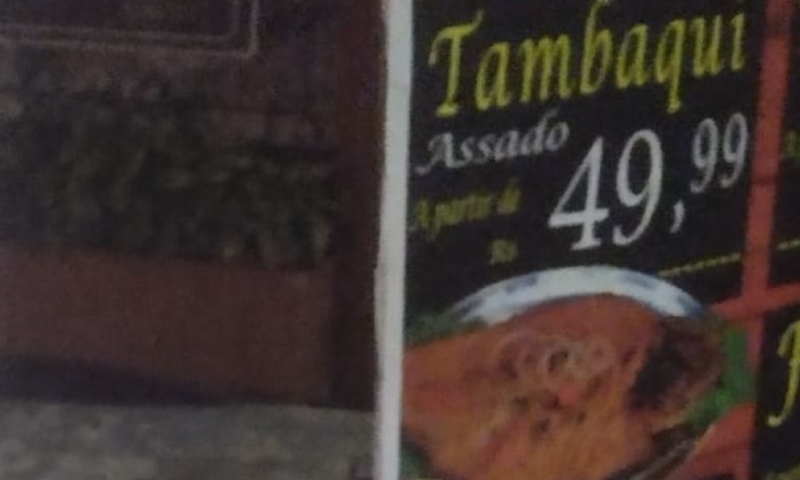 Tambaqui
Assado
49,99
A partir de
R$